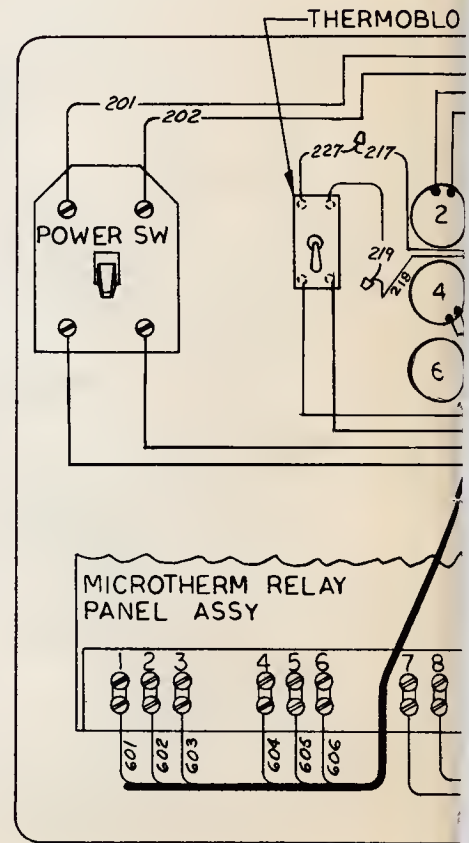 THERMOBLO
201
202
227 217
2
POWER SW
219
218
4
6
MICROTHERM RELAY
PANEL ASSY
1 2 3 4 5 6 7 8
601 602 603 604 605 606